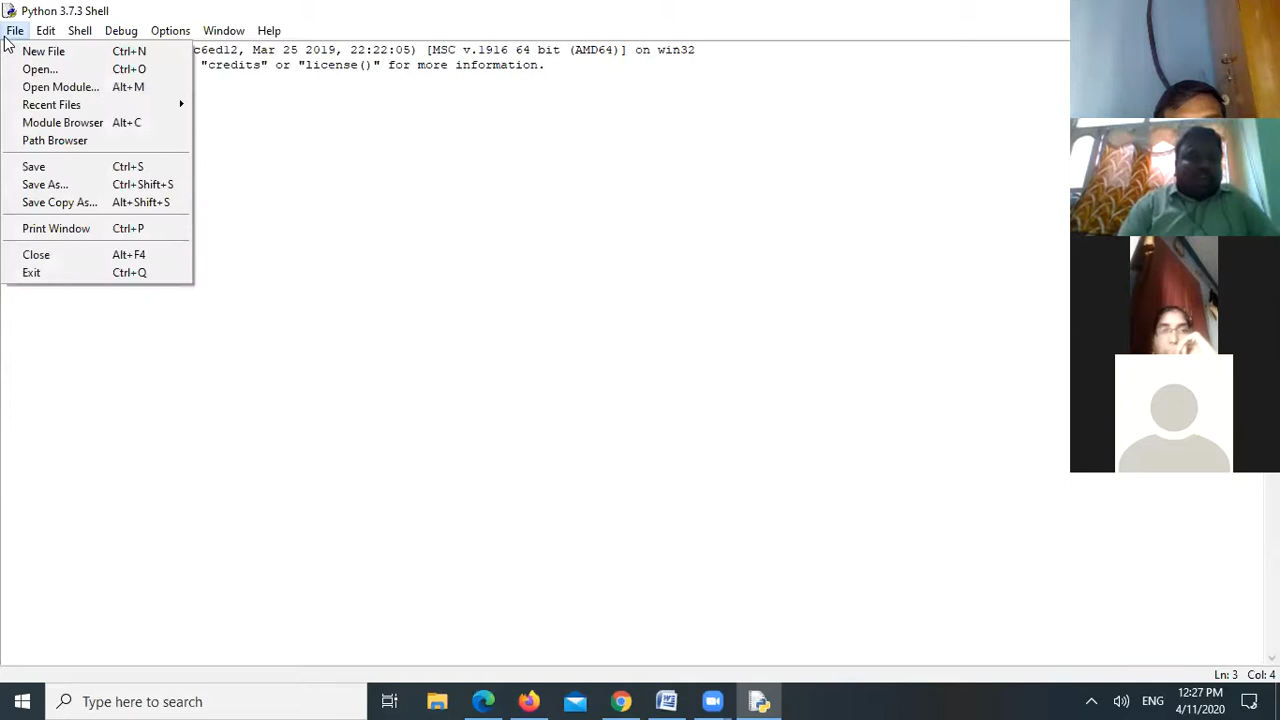 Python 3.7.3 Shell
File Edit Shell Debug Options Window Help
c6ed12, Mar 25 2019, 22:22:05) [MSC v.1916 64 bit (AMD64)] on win32
"credits" or "license()" for more information.
New File Ctrl+N
Open... Ctrl+O
Open Module... Alt+M
Recent Files
Module Browser Alt+C
Path Browser
Save Ctrl+S
Save As... Ctrl+Shift+S
Save Copy As... Alt+Shift+S
Print Window Ctrl+P
Close Alt+F4
Exit Ctrl+Q
Ln: 3 Col: 4
Type here to search
ENG
12:27 PM
4/11/2020